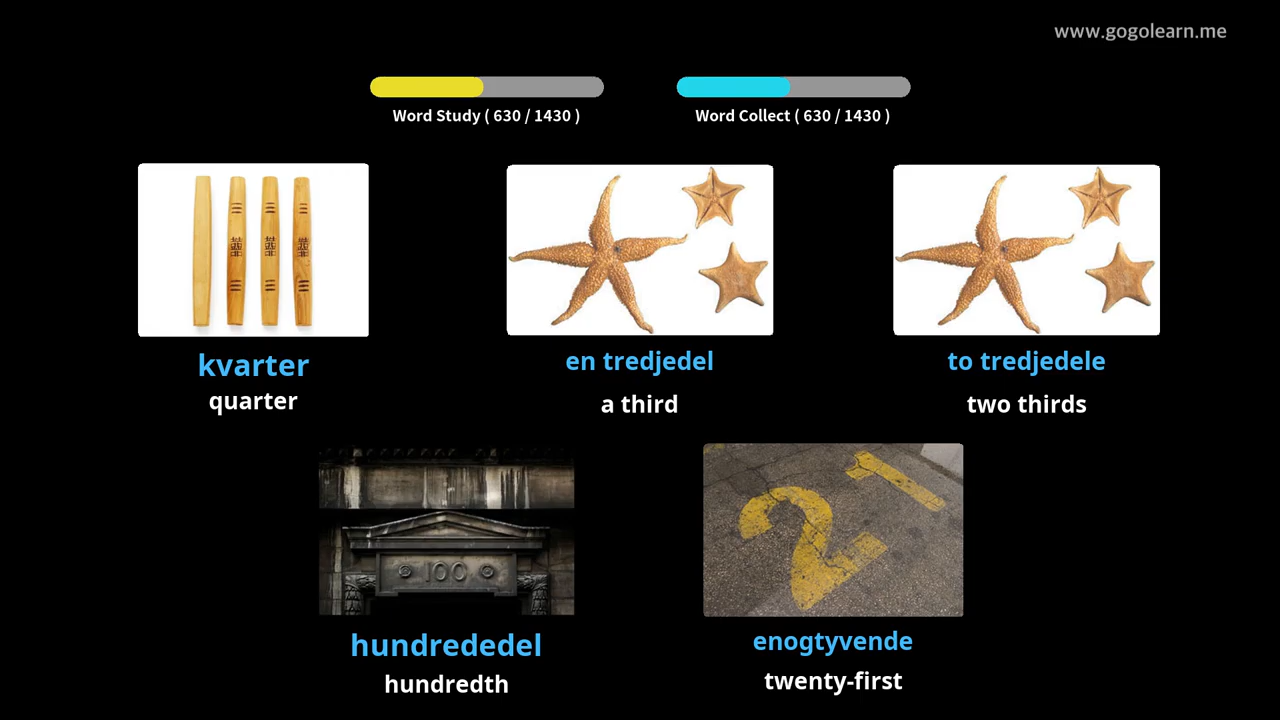 www.gogolearn.me
Word Study ( 630 / 1430 )
Word Collect ( 630 / 1430 )
kvarter
quarter
en tredjedel
a third
to tredjedele
two thirds
100
21
hundrededel
hundredth
enogtyvende
twenty-first